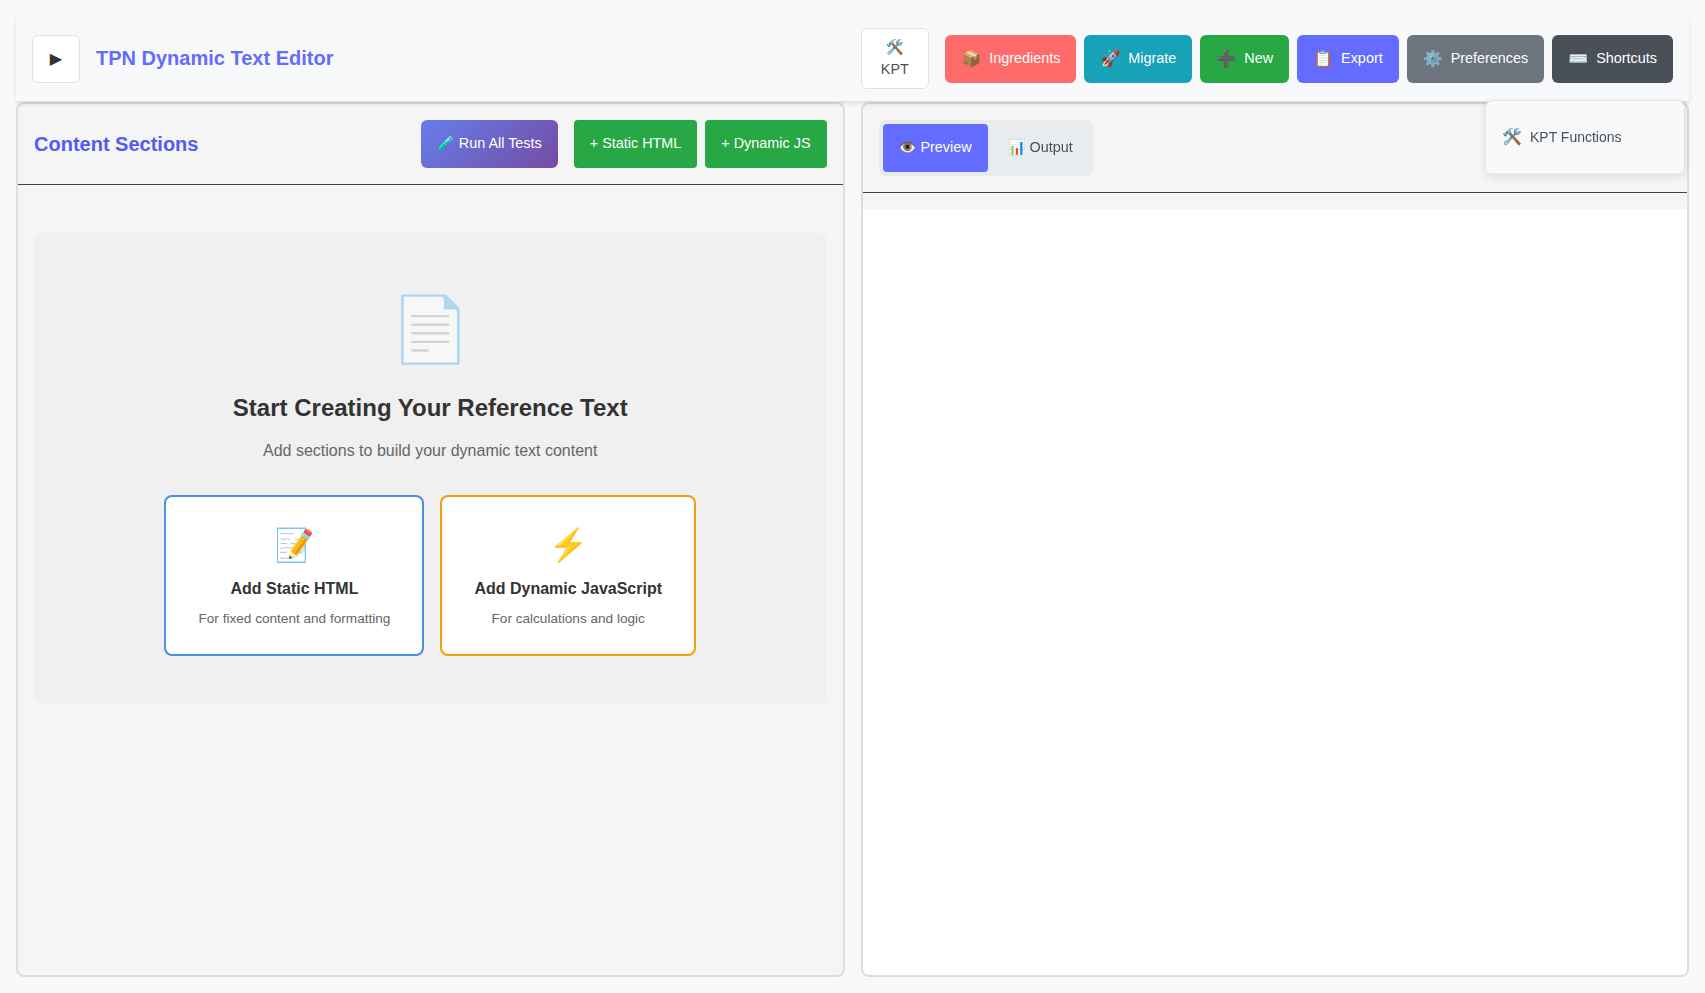 TPN Dynamic Text Editor
KPT
Ingredients
Migrate
New
Export
Preferences
Shortcuts
KPT Functions
Content Sections
Run All Tests
+ Static HTML
+ Dynamic JS
Preview
Output
Start Creating Your Reference Text
Add sections to build your dynamic text content
Add Static HTML
For fixed content and formatting
Add Dynamic JavaScript
For calculations and logic